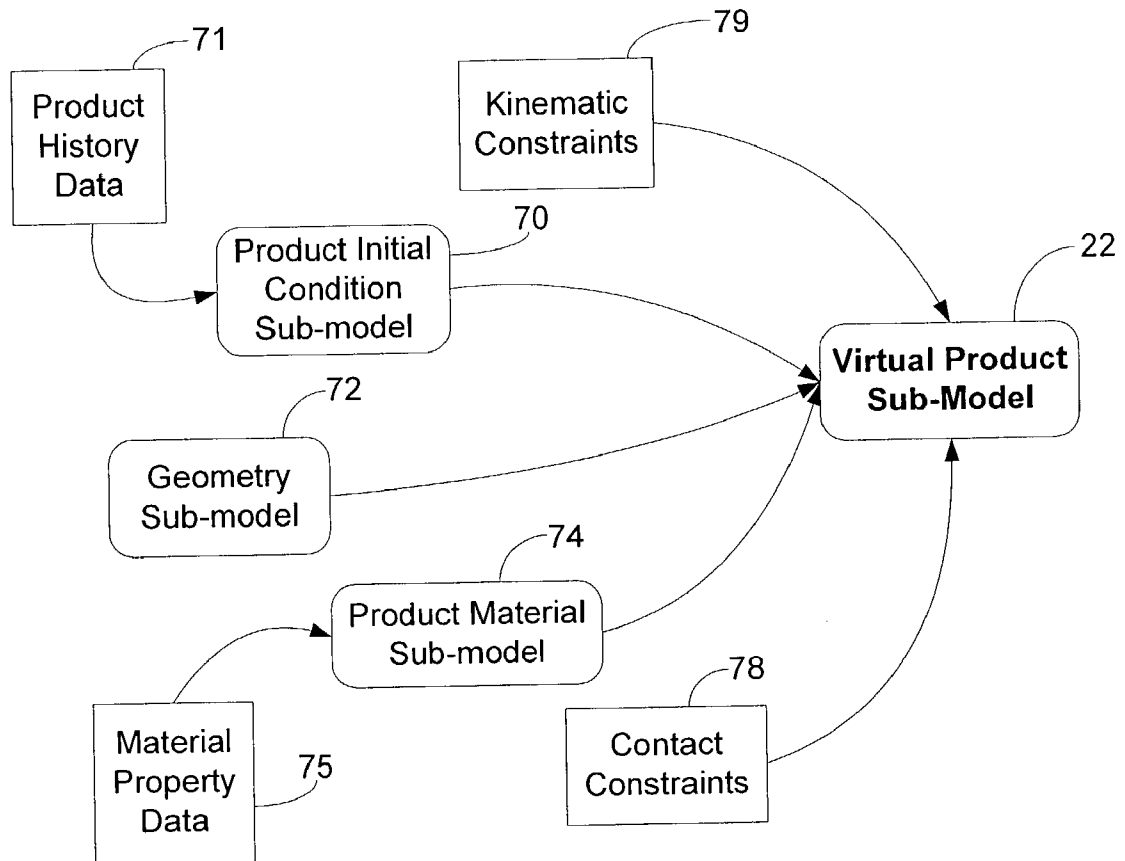 71
Product
History
Data
79
Kinematic
Constraints
70
Product Initial
Condition
Sub-model
22
Virtual Product
Sub-Model
72
Geometry
Sub-model
74
Product Material
Sub-model
78
Contact
Constraints
Material
Property
Data
75